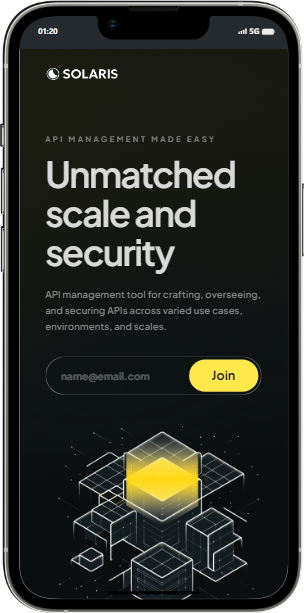 01:20
5G
SOLARIS
API MANAGEMENT MADE EASY
Unmatched
scale and
security
API management tool for crafting, overseeing,
and securing APIs across varied use cases,
environments, and scales.
name@email.com
Join